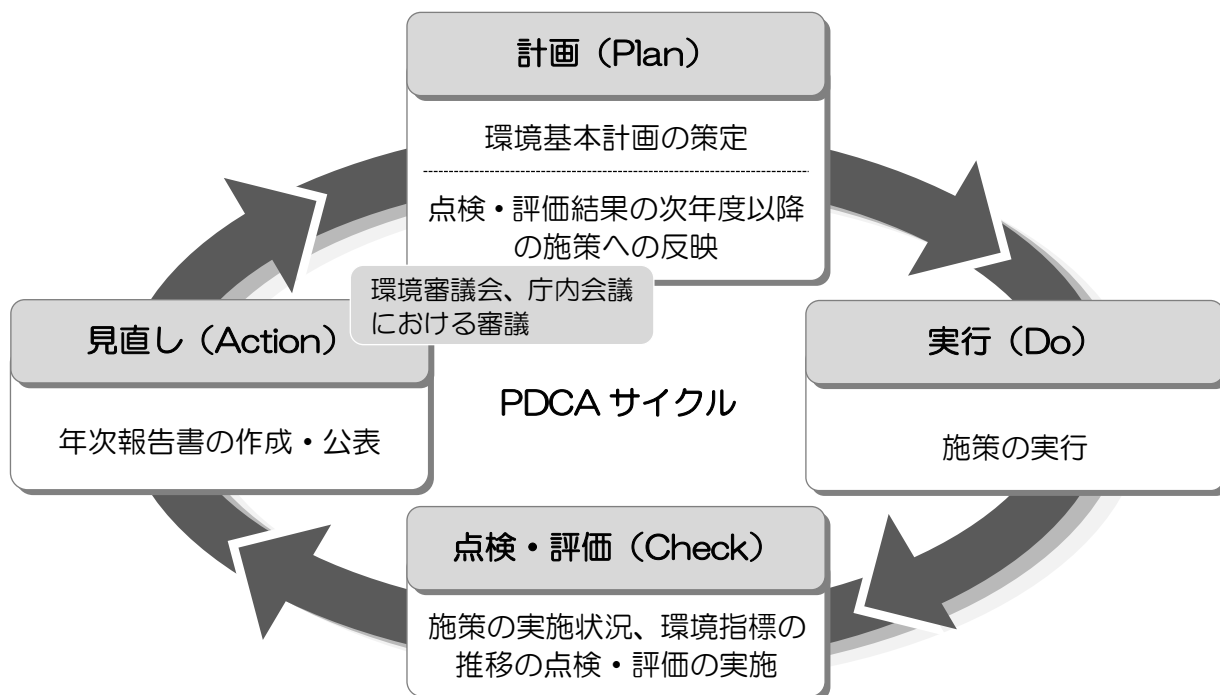 計画（Plan）
環境基本計画の策定
点検・評価結果の次年度以降
の施策への反映
環境審議会、庁内会議
における審議
見直し（Action）
年次報告書の作成・公表
PDCA サイクル
実行（Do）
施策の実行
点検・評価（Check）
施策の実施状況、環境指標の
推移の点検・評価の実施